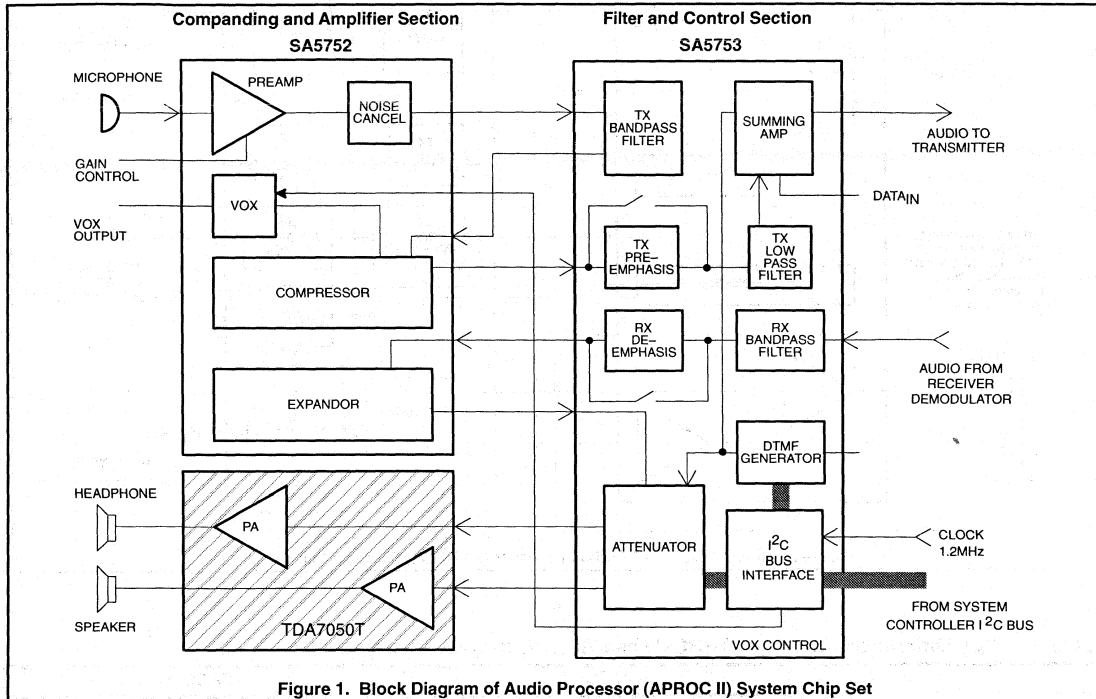 Companding and Amplifier Section
SA5752
Filter and Control Section
SA5753
MICROPHONE
PREAMP
NOISE
CANCEL
GAIN
CONTROL
VOX
VOX
OUTPUT
COMPRESSOR
EXPANDOR
TX
BANDPASS
FILTER
SUMMING
AMP
AUDIO TO
TRANSMITTER
DATAIN
TX
PRE–
EMPHASIS
TX
LOW
PASS
FILTER
RX
DE–
EMPHASIS
RX
BANDPASS
FILTER
AUDIO FROM
RECEIVER
DEMODULATOR
DTMF
GENERATOR
HEADPHONE
PA
SPEAKER
PA
TDA7050T
ATTENUATOR
I2C
BUS
INTERFACE
CLOCK
1.2MHz
FROM SYSTEM
CONTROLLER I2C BUS
VOX CONTROL
Figure 1. Block Diagram of Audio Processor (APROC II) System Chip Set